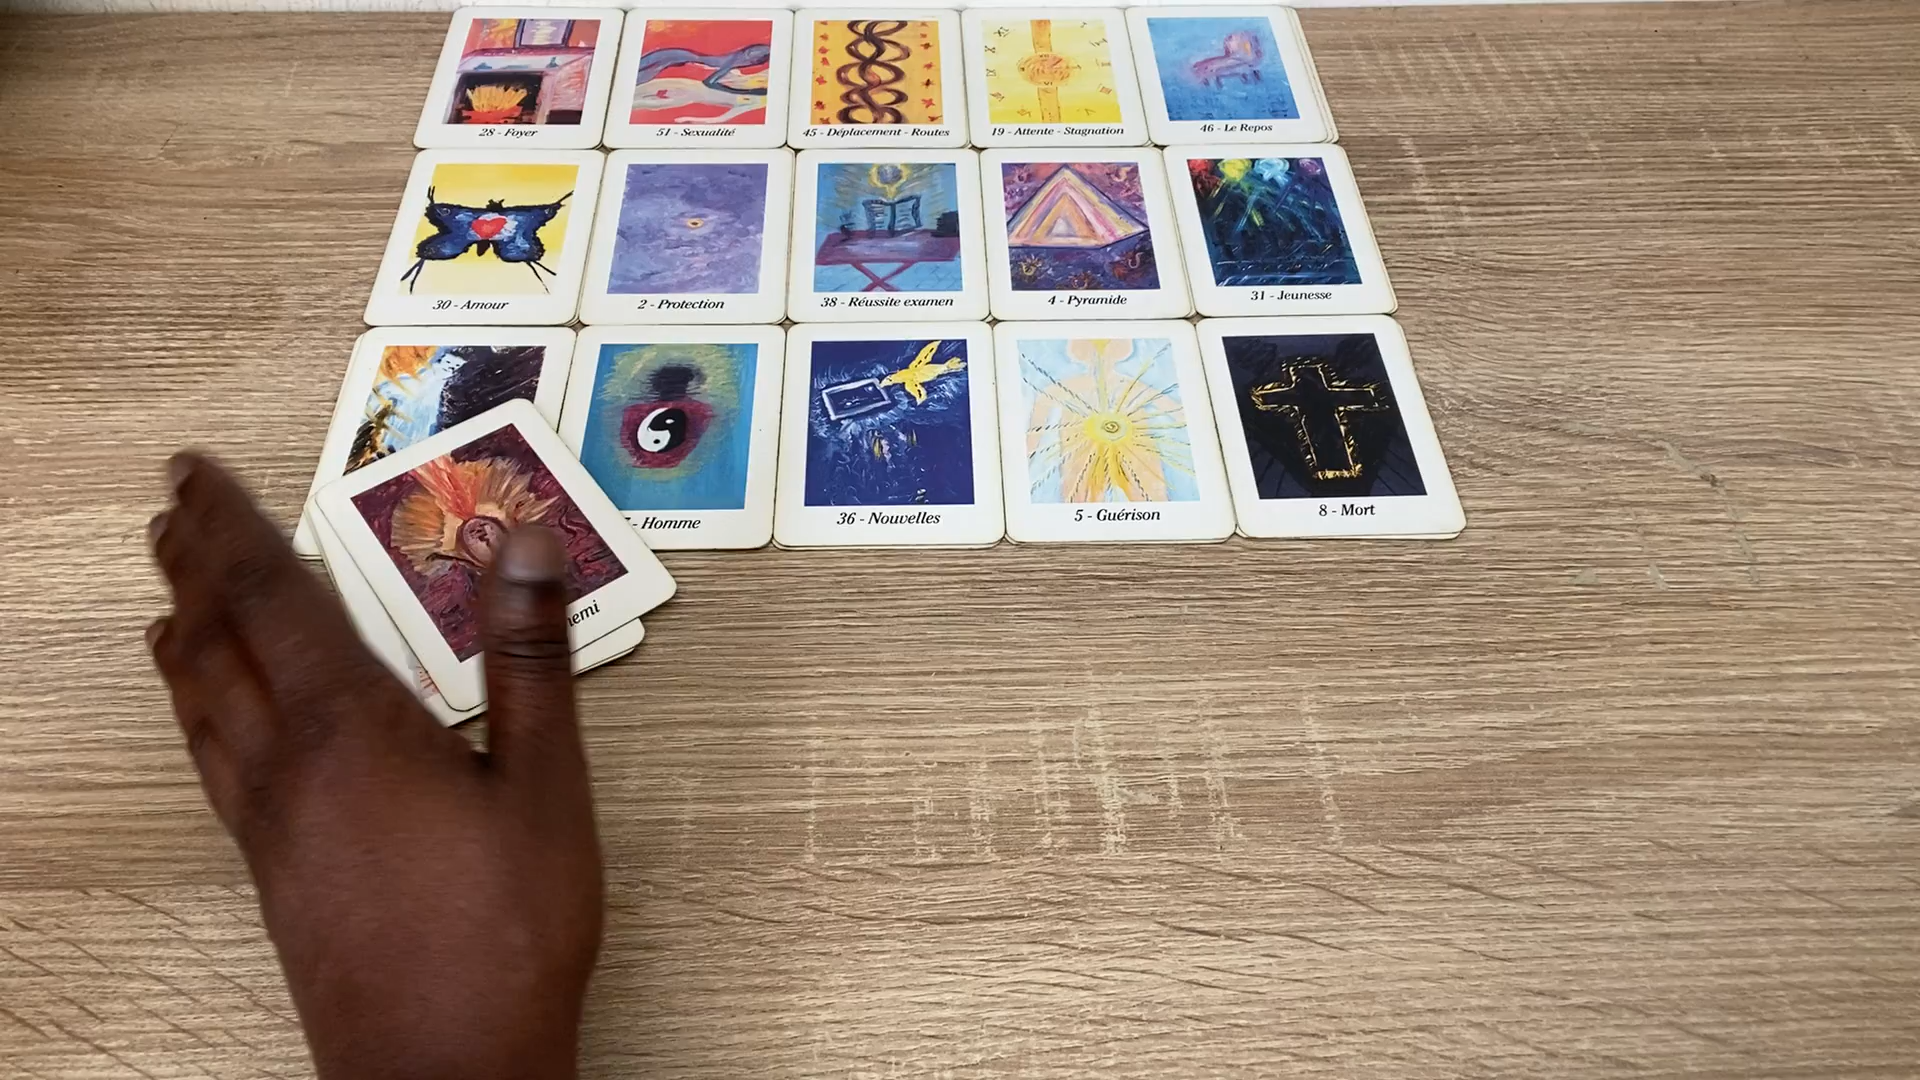 28 - Foyer
51 - Sexualité
45 - Déplacement - Routes
19 - Attente - Stagnation
46 - Le Repos
30 - Amour
2 - Protection
38 - Réussite examen
4 - Pyramide
31 - Jeunesse
- Homme
36 - Nouvelles
5 - Guérison
8 - Mort